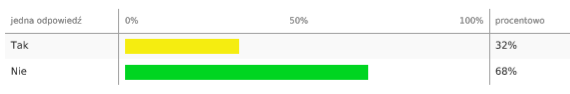 jedna odpowiedź 0% 50% 100% procentowo
Tak 32%
Nie 68%